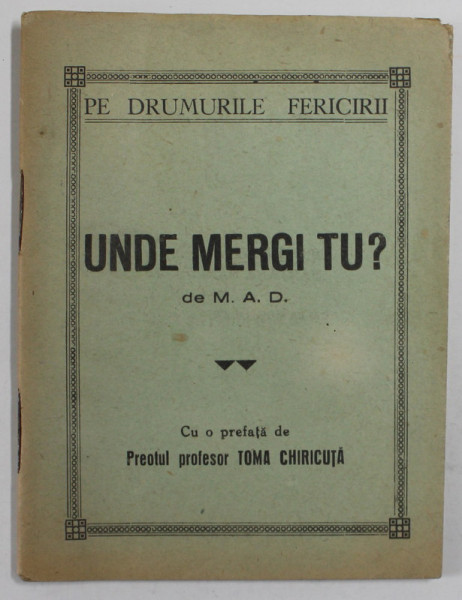 PE DRUMURILE FERICIRII
UNDE MERGI TU?
de M. A. D.
Cu o prefață de
Preotul profesor TOMA CHIRICUȚĂ